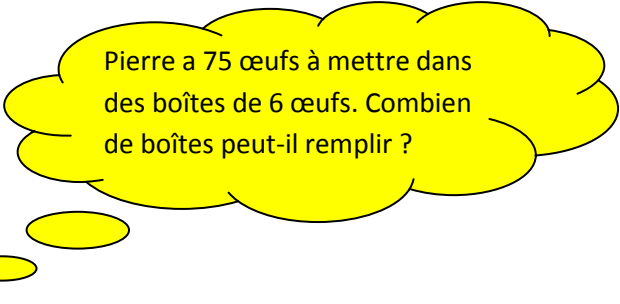 Pierre a 75 œufs à mettre dans
des boîtes de 6 œufs. Combien
de boîtes peut-il remplir ?